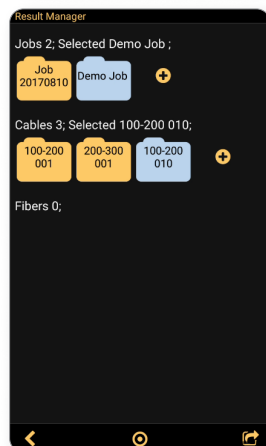 Result Manager
Jobs 2; Selected Demo Job ;
Job
20170810
Demo Job
Cables 3; Selected 100-200 010;
100-200
001
200-300
001
100-200
010
Fibers 0;